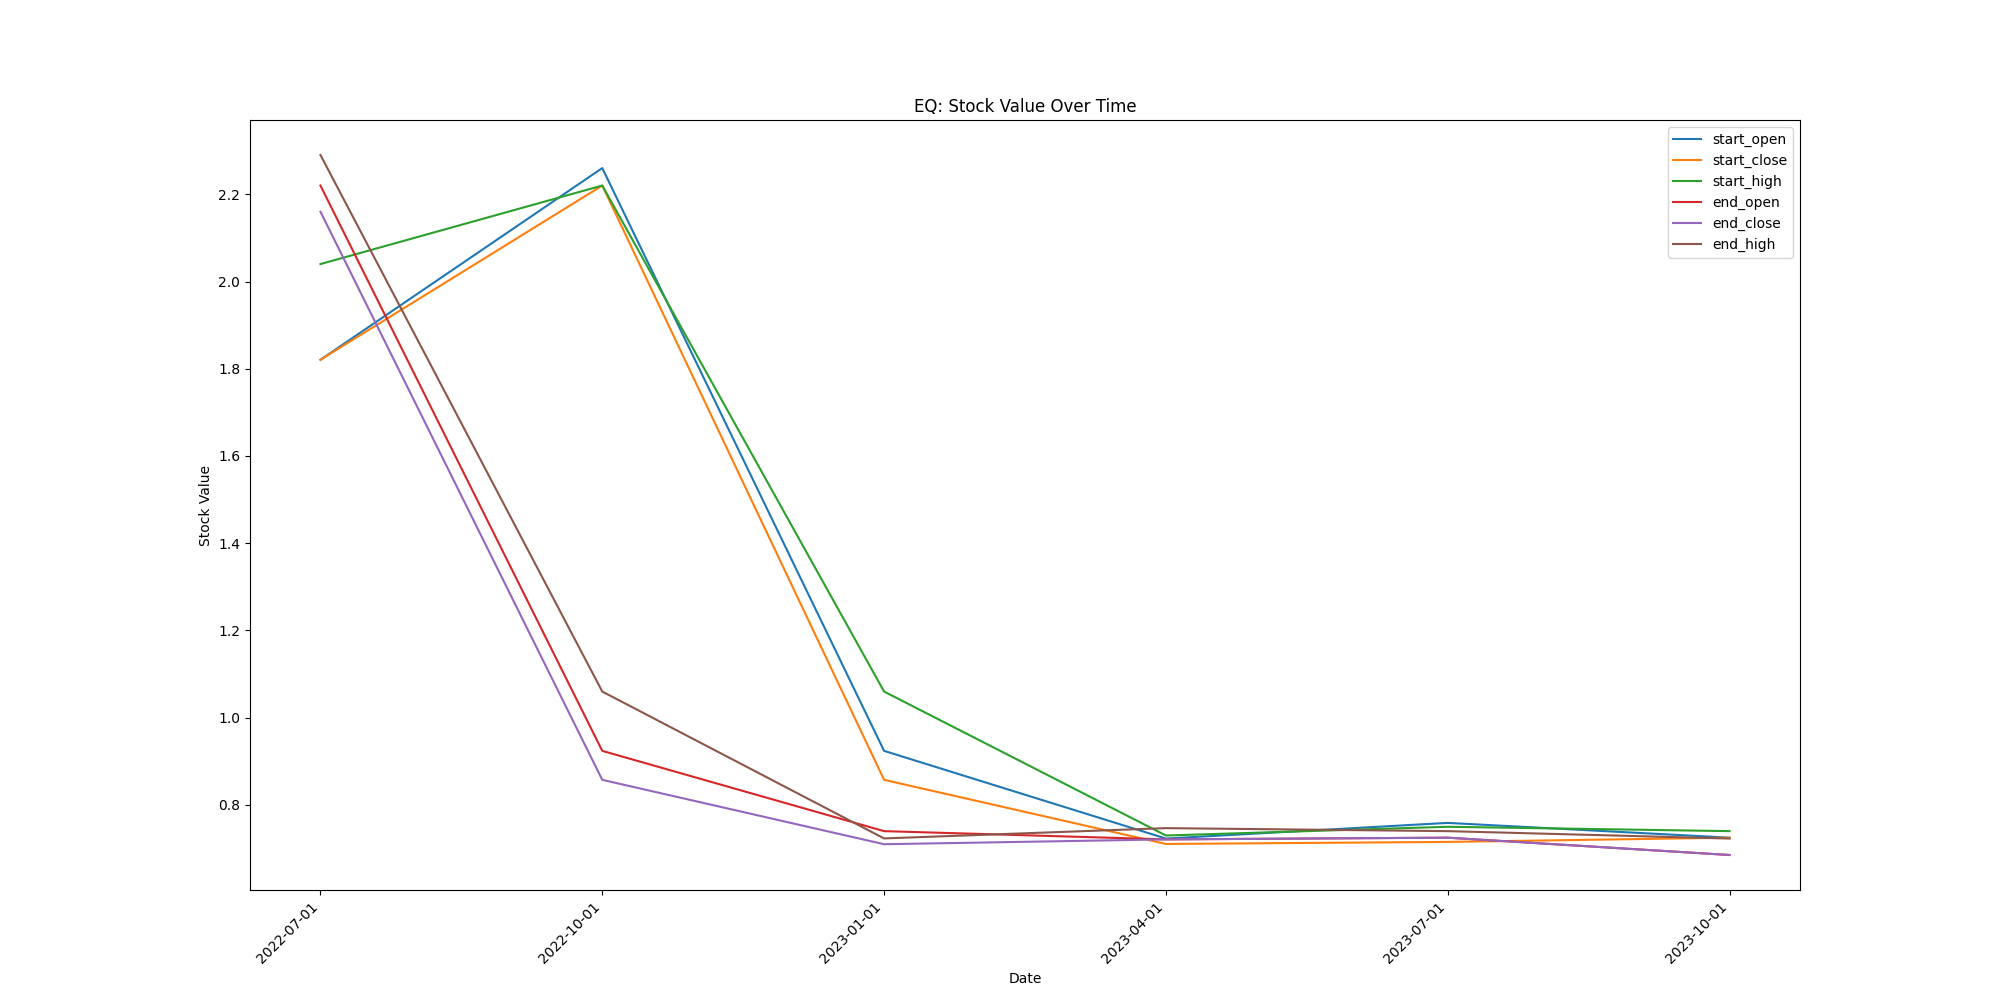 EQ: Stock Value Over Time
start_open
start_close
start_high
end_open
end_close
end_high
Stock Value
2.2
2.0
1.8
1.6
1.4
1.2
1.0
0.8
2022-07-01
2022-10-01
2023-01-01
2023-04-01
2023-07-01
2023-10-01
Date